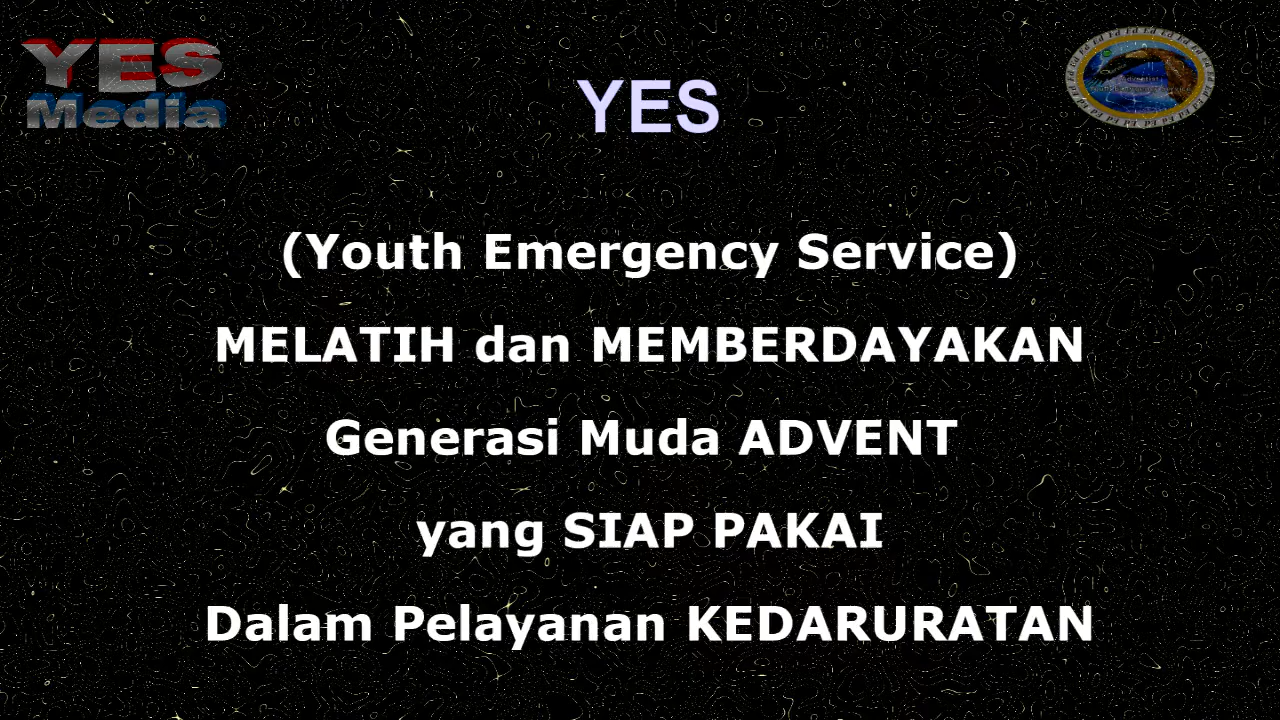 YES
Media
YES
(Youth Emergency Service)
MELATIH dan MEMBERDAYAKAN
Generasi Muda ADVENT
yang SIAP PAKAI
Dalam Pelayanan KEDARURATAN